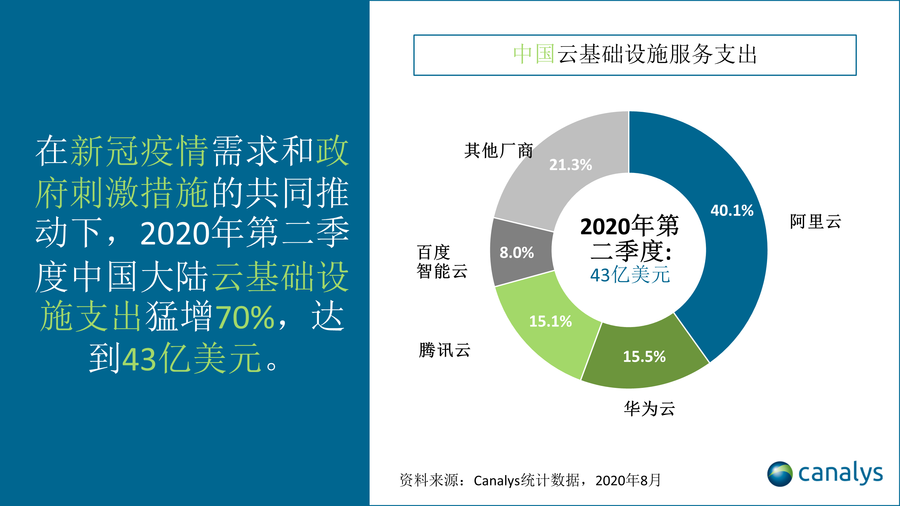 在新冠疫情需求和政
府刺激措施的共同推
动下，2020年第二季
度中国大陆云基础设
施支出猛增70%，达
到43亿美元。
中国云基础设施服务支出
其他厂商
21.3%
40.1%
阿里云
2020年第
二季度:
43亿美元
百度
智能云
8.0%
15.1%
腾讯云
15.5%
华为云
资料来源：Canalys统计数据，2020年8月
canalys